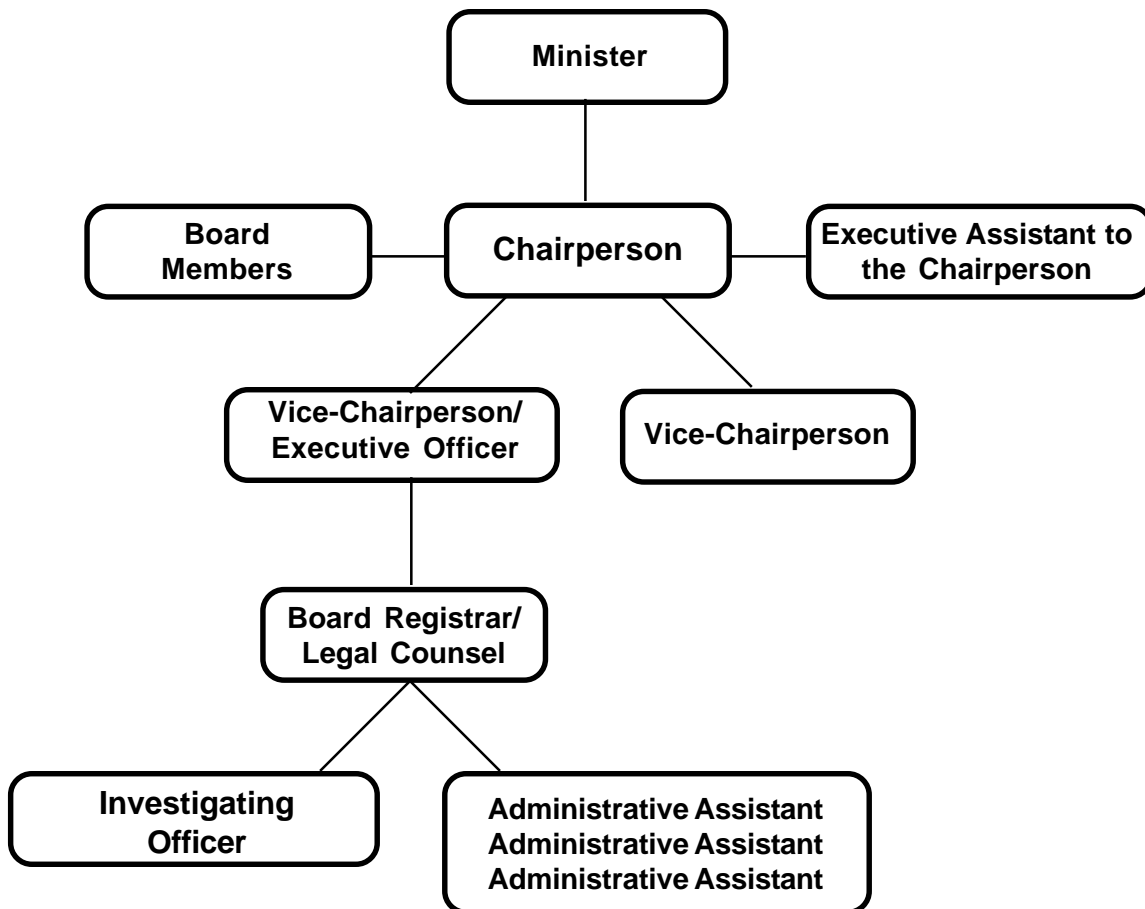 Minister
Board
Members
Chairperson
Executive Assistant to
the Chairperson
Vice-Chairperson/
Executive Officer
Vice-Chairperson
Board Registrar/
Legal Counsel
Investigating
Officer
Administrative Assistant
Administrative Assistant
Administrative Assistant